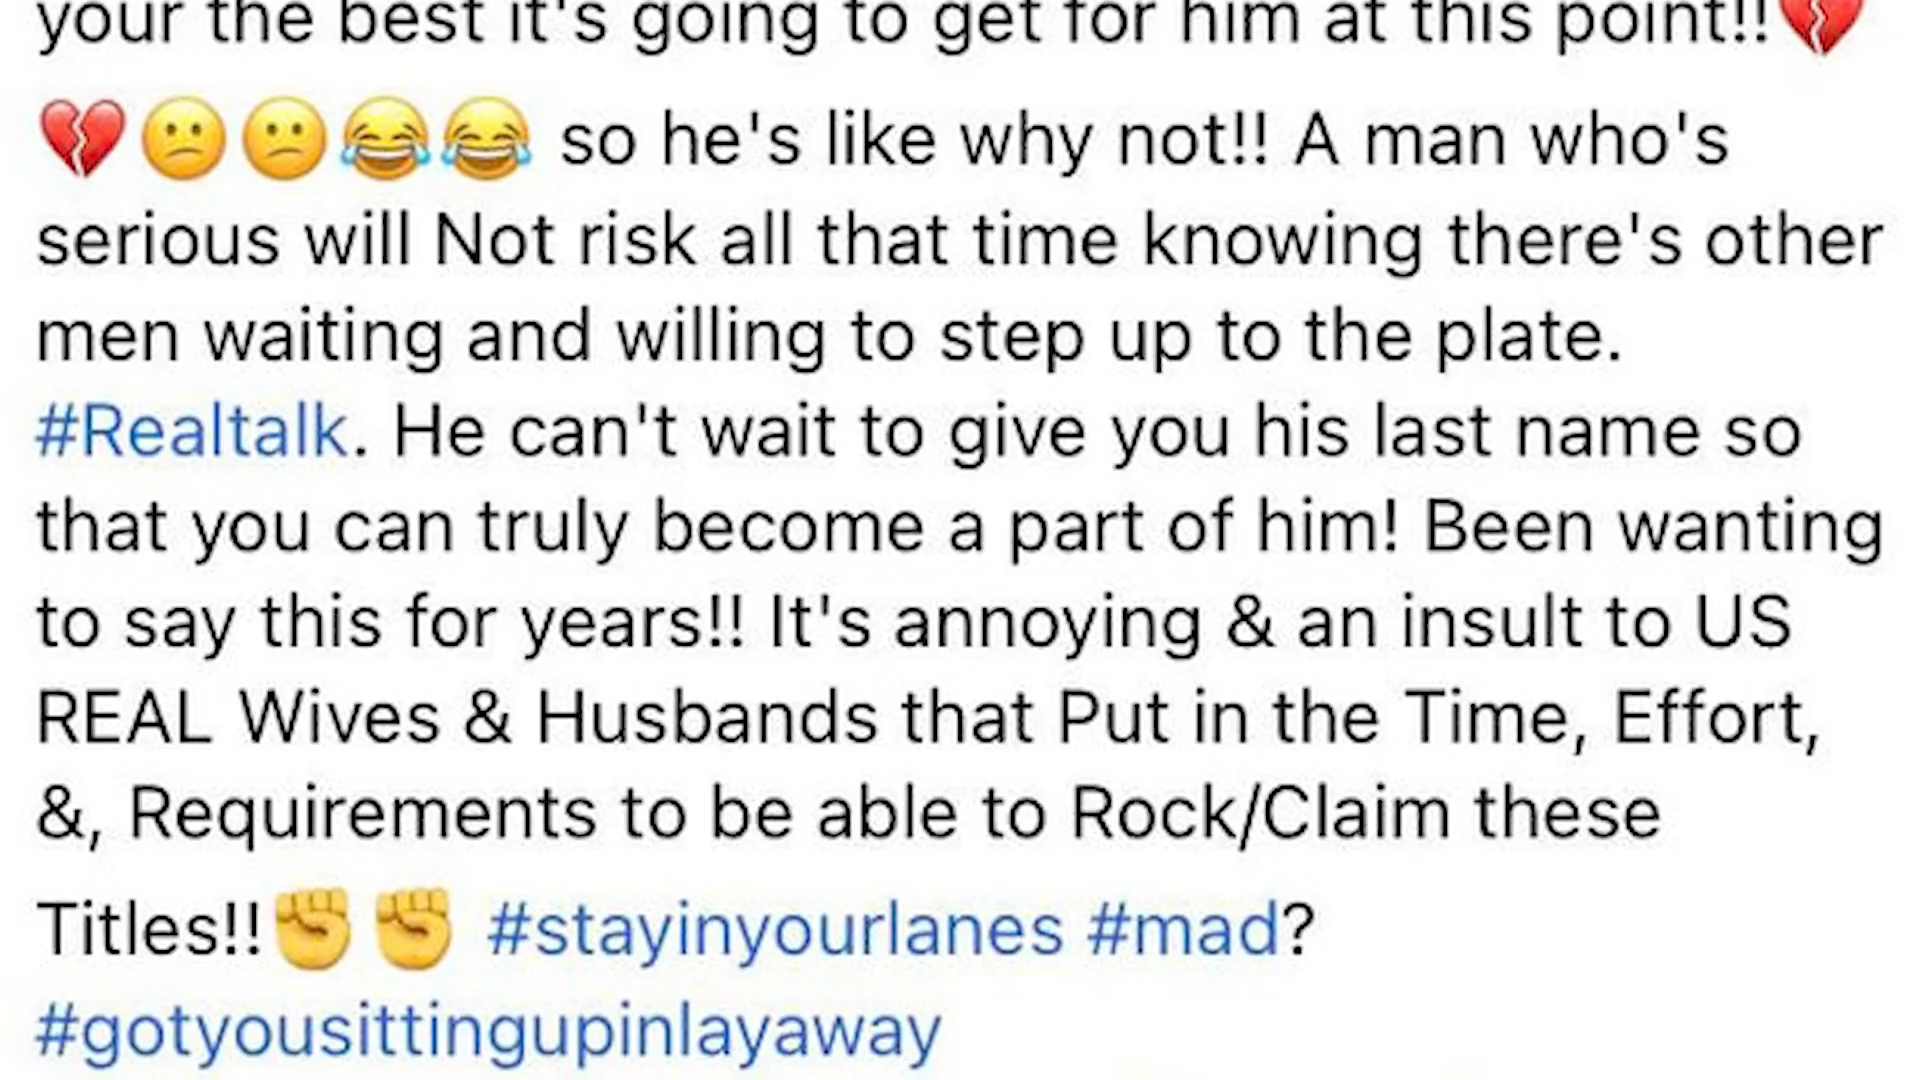 your the best it's going to get for him at this point!!💔
💔😕😕😂😂 so he's like why not!! A man who's
serious will Not risk all that time knowing there's other
men waiting and willing to step up to the plate.
#Realtalk. He can't wait to give you his last name so
that you can truly become a part of him! Been wanting
to say this for years!! It's annoying & an insult to US
REAL Wives & Husbands that Put in the Time, Effort,
&, Requirements to be able to Rock/Claim these
Titles!!✊✊ #stayinyourlanes #mad?
#gotyousittingupinlayaway